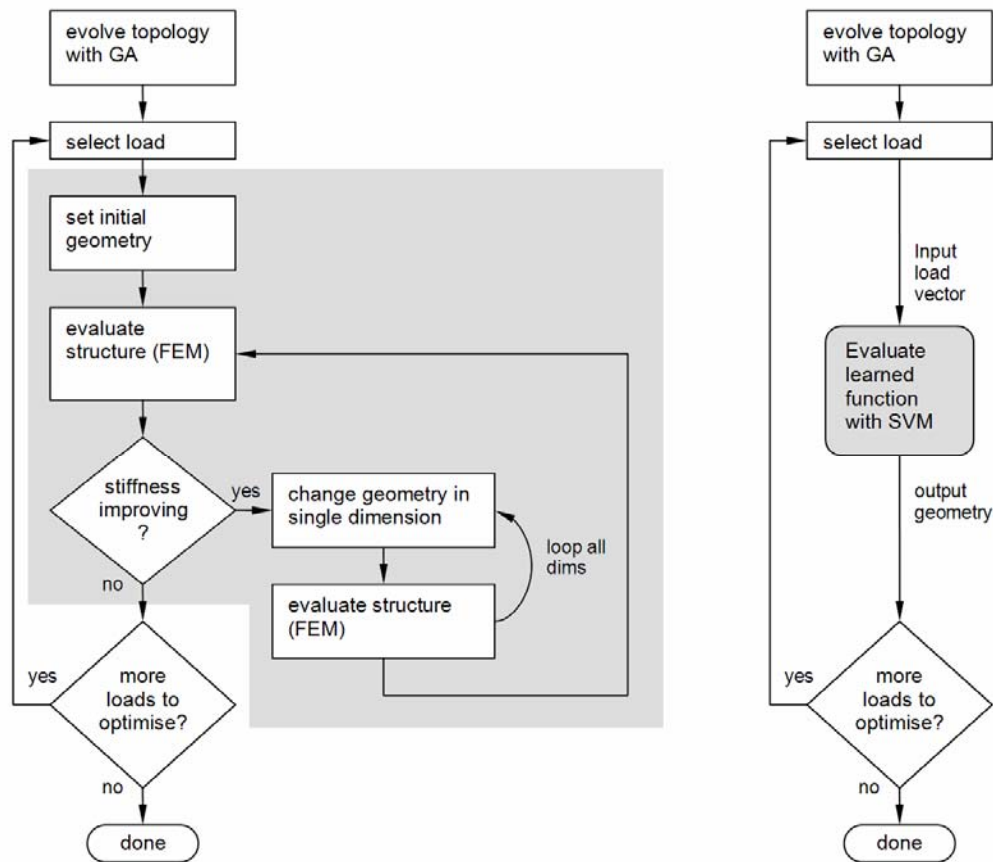 evolve topology
with GA
select load
set initial
geometry
evaluate
structure (FEM)
stiffness
improving
?
yes
no
change geometry in
single dimension
loop all
dims
evaluate structure
(FEM)
more
loads to
optimise?
yes
no
done
evolve topology
with GA
select load
Input
load
vector
Evaluate
learned
function
with SVM
output
geometry
more
loads to
optimise?
yes
no
done